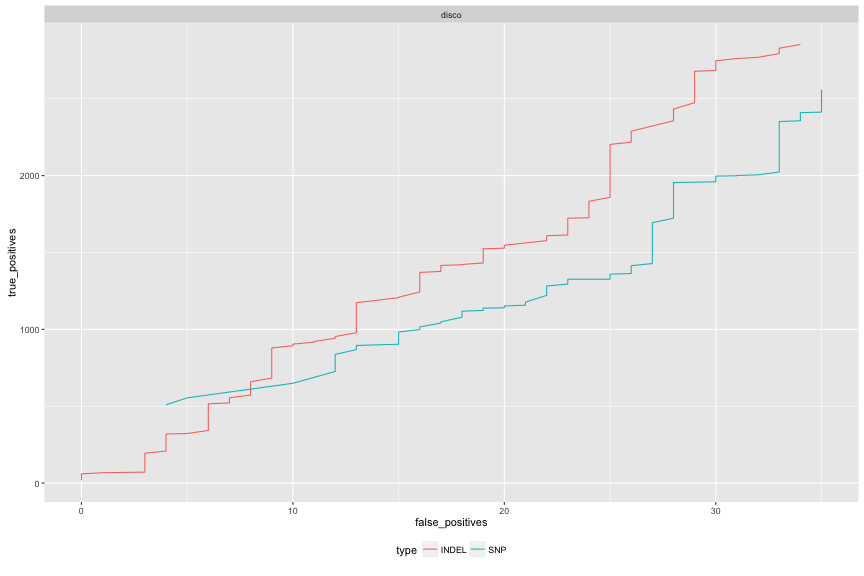 disco
true_positives
2000
1000
0
0 10 20 30
false_positives
type INDEL SNP